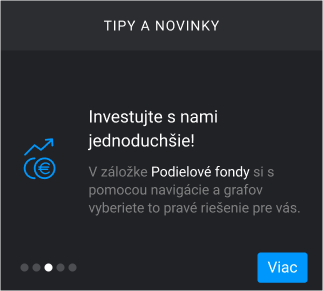 TIPY A NOVINKY
Investujte s nami
jednoduchšie!
V záložke Podielové fondy si s
pomocou navigácie a grafov
vyberiete to pravé riešenie pre vás.
Viac